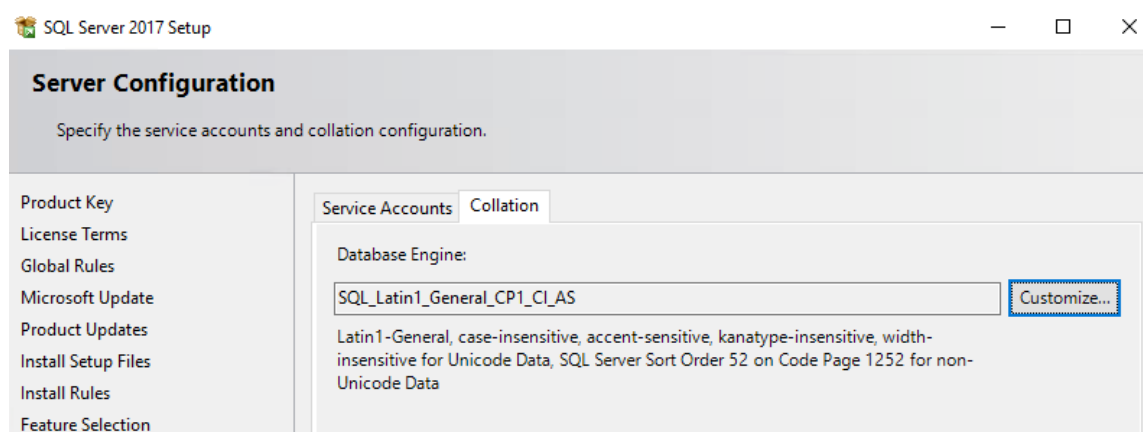 SQL Server 2017 Setup
Server Configuration
Specify the service accounts and collation configuration.
Product Key
License Terms
Global Rules
Microsoft Update
Product Updates
Install Setup Files
Install Rules
Feature Selection
Service Accounts Collation
Database Engine:
SQL_Latin1_General_CP1_CI_AS
Customize...
Latin1-General, case-insensitive, accent-sensitive, kanatype-insensitive, width-
insensitive for Unicode Data, SQL Server Sort Order 52 on Code Page 1252 for non-
Unicode Data